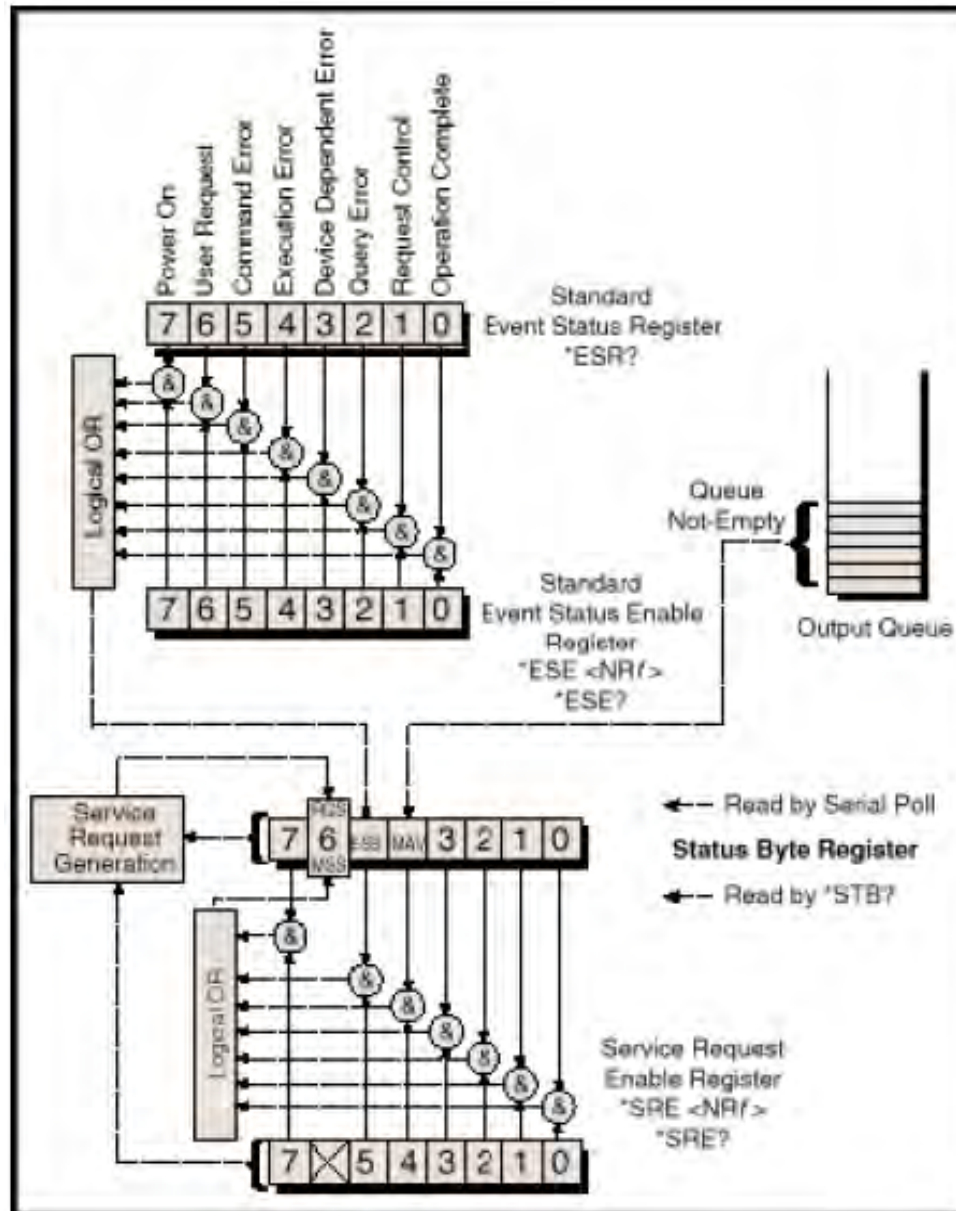 Power On
User Request
Command Error
Execution Error
Device Dependent Error
Query Error
Request Control
Operation Complete
7 6 5 4 3 2 1 0
Standard
Event Status Register
*ESR?
& & & & & & & &
Logical OR
Queue
Not-Empty
Output Queue
7 6 5 4 3 2 1 0
Standard
Event Status Enable
Register
*ESE <NRf>
*ESE?
Service
Request
Generation
RQS
7 6 ESB MAV 3 2 1 0
MSS
Read by Serial Poll
Status Byte Register
Read by *STB?
& & & & & & &
Logical OR
Service Request
Enable Register
*SRE <NRf>
*SRE?
7 5 4 3 2 1 0